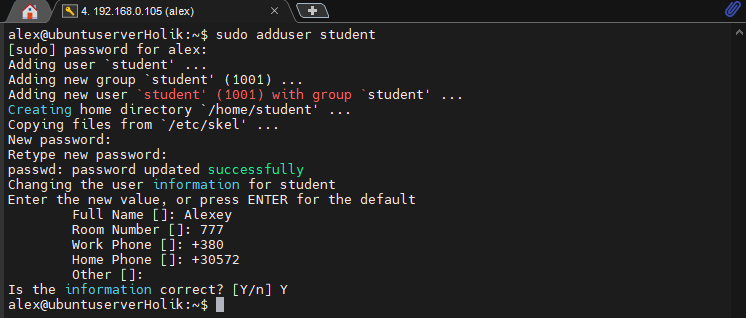 4. 192.168.0.105 (alex)
alex@ubuntuserverHolik:~$ sudo adduser student
[sudo] password for alex:
Adding user `student' ...
Adding new group `student' (1001) ...
Adding new user `student' (1001) with group `student' ...
Creating home directory `/home/student' ...
Copying files from `/etc/skel' ...
New password:
Retype new password:
passwd: password updated successfully
Changing the user information for student
Enter the new value, or press ENTER for the default
        Full Name []: Alexey
        Room Number []: 777
        Work Phone []: +380
        Home Phone []: +30572
        Other []:
Is the information correct? [Y/n] Y
alex@ubuntuserverHolik:~$